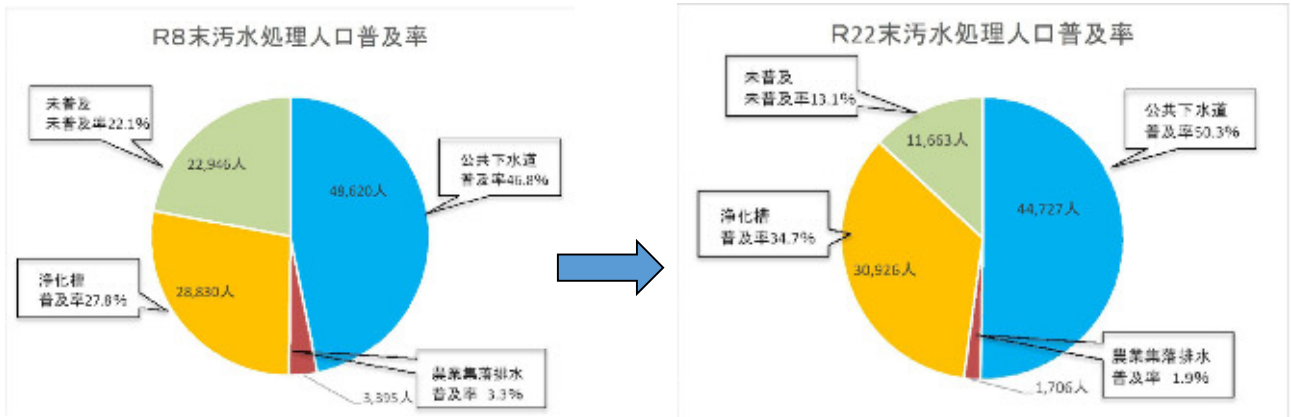 R8末汚水処理人口普及率
未普及
未普及率22.1%
22,946人
48,620人
公共下水道
普及率46.8%
浄化槽
普及率27.8%
28,830人
農業集落排水
普及率 3.3%
3,395人
R22末汚水処理人口普及率
未普及
未普及率13.1%
11,663人
公共下水道
普及率50.3%
44,727人
浄化槽
普及率34.7%
30,926人
農業集落排水
普及率 1.9%
1,706人